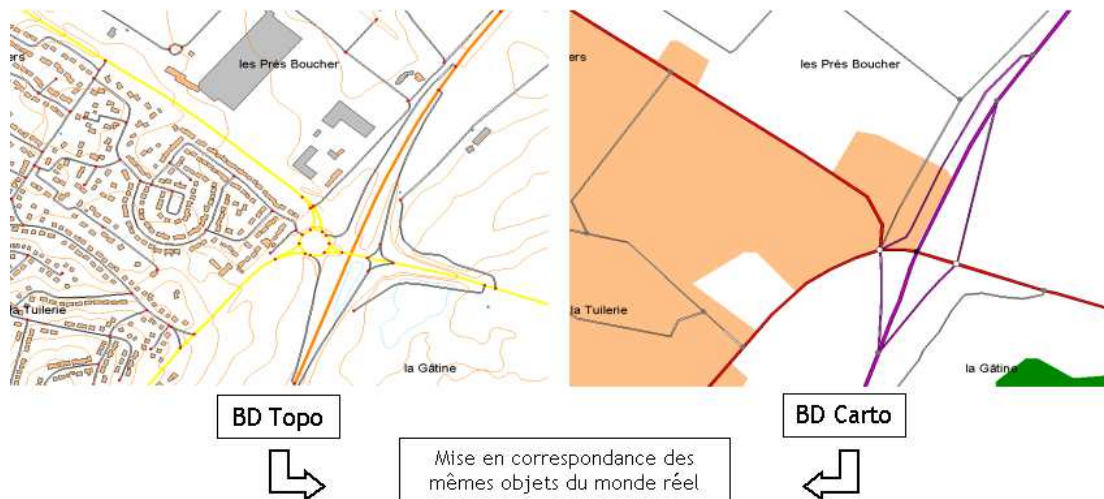 les Prés Boucher
ers
la Tuilerie
la Gâtine
les Prés Boucher
ers
la Tuilerie
la Gâtine
BD Topo
BD Carto
Mise en correspondance des
mêmes objets du monde réel